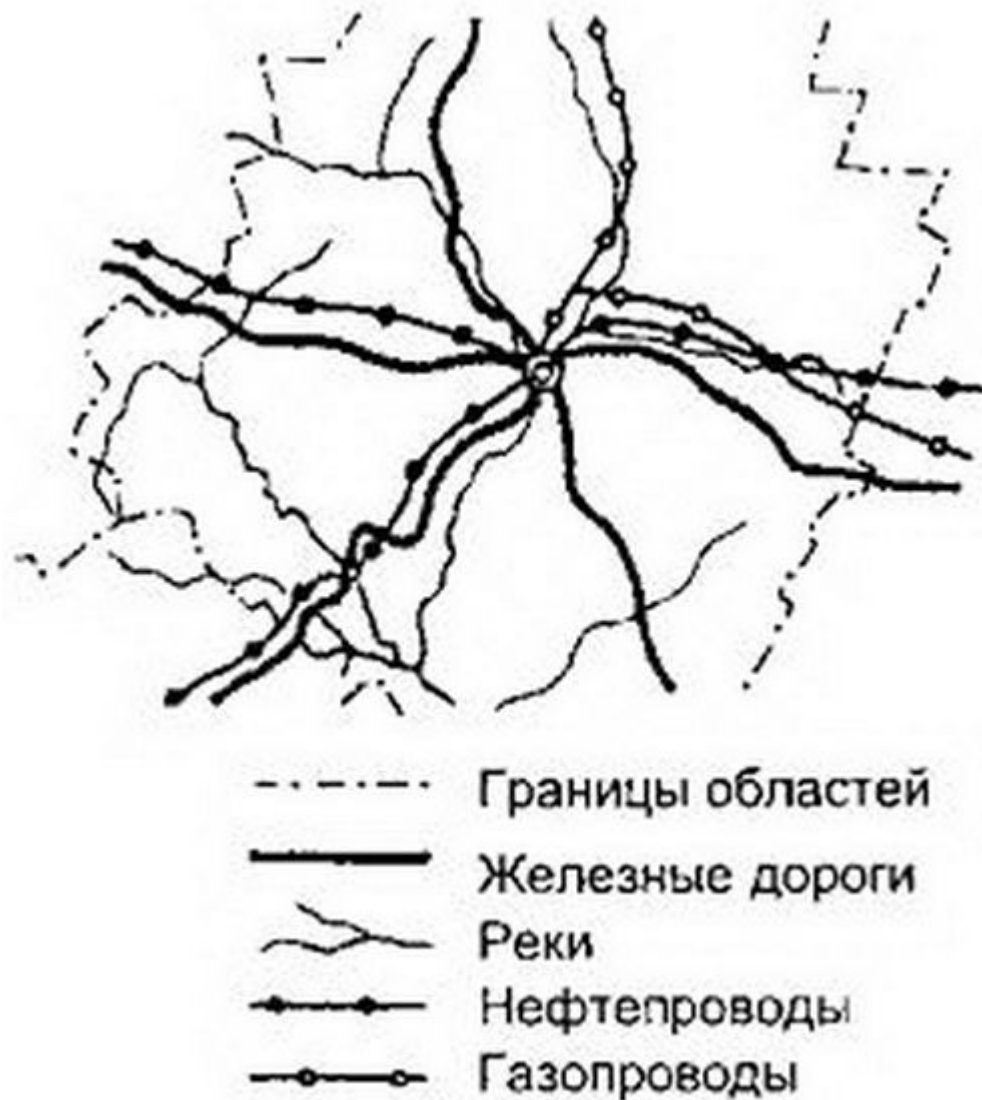 Границы областей
Железные дороги
Реки
Нефтепроводы
Газопроводы